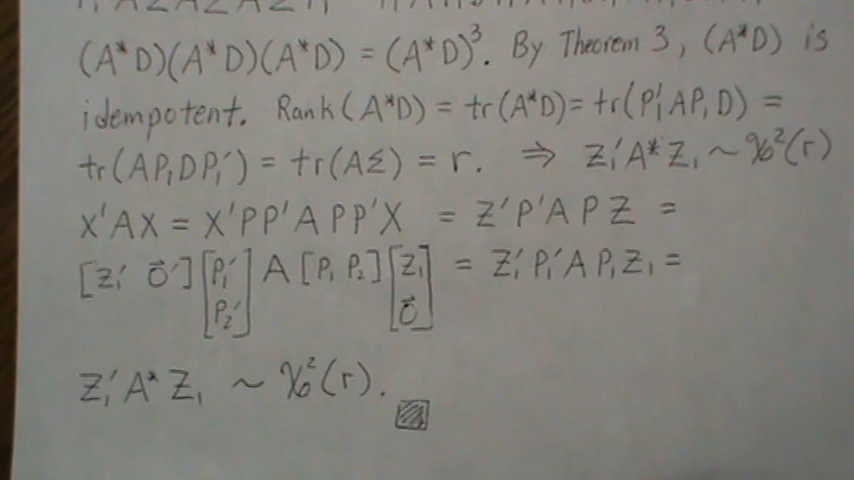 (A*D)(A*D)(A*D) = (A*D)³. By Theorem 3, (A*D) is
idempotent. Rank(A*D) = tr(A*D) = tr(P₁'AP₁D) =
tr(AP₁DP₁') = tr(AΣ) = r. ⇒ Z₁'A*Z₁ ~ χ₀²(r)
X'AX = X'PP'APP'X = Z'P'APZ =
[Z₁' 0⃗'] [P₁' P₂'] A [P₁ P₂] [Z₁ 0⃗] = Z₁'P₁'AP₁Z₁ =
Z₁'A*Z₁ ~ χ₀²(r).